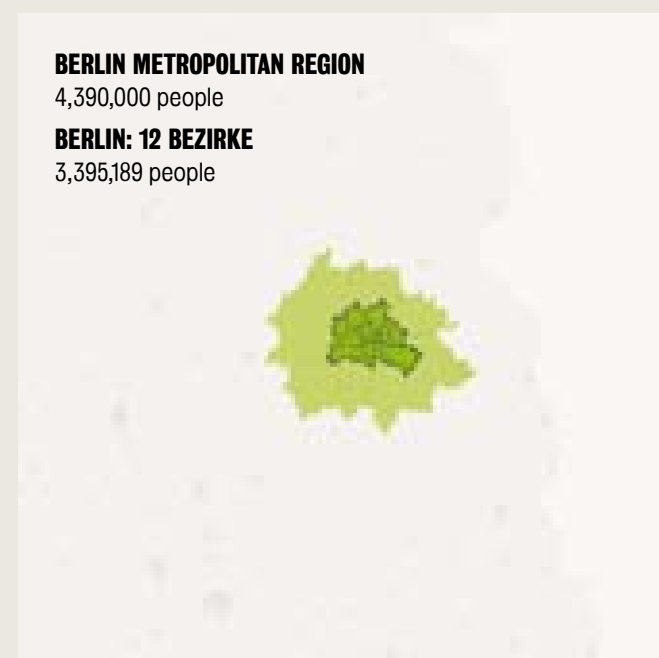 BERLIN METROPOLITAN REGION
4,390,000 people
BERLIN: 12 BEZIRKE
3,395,189 people